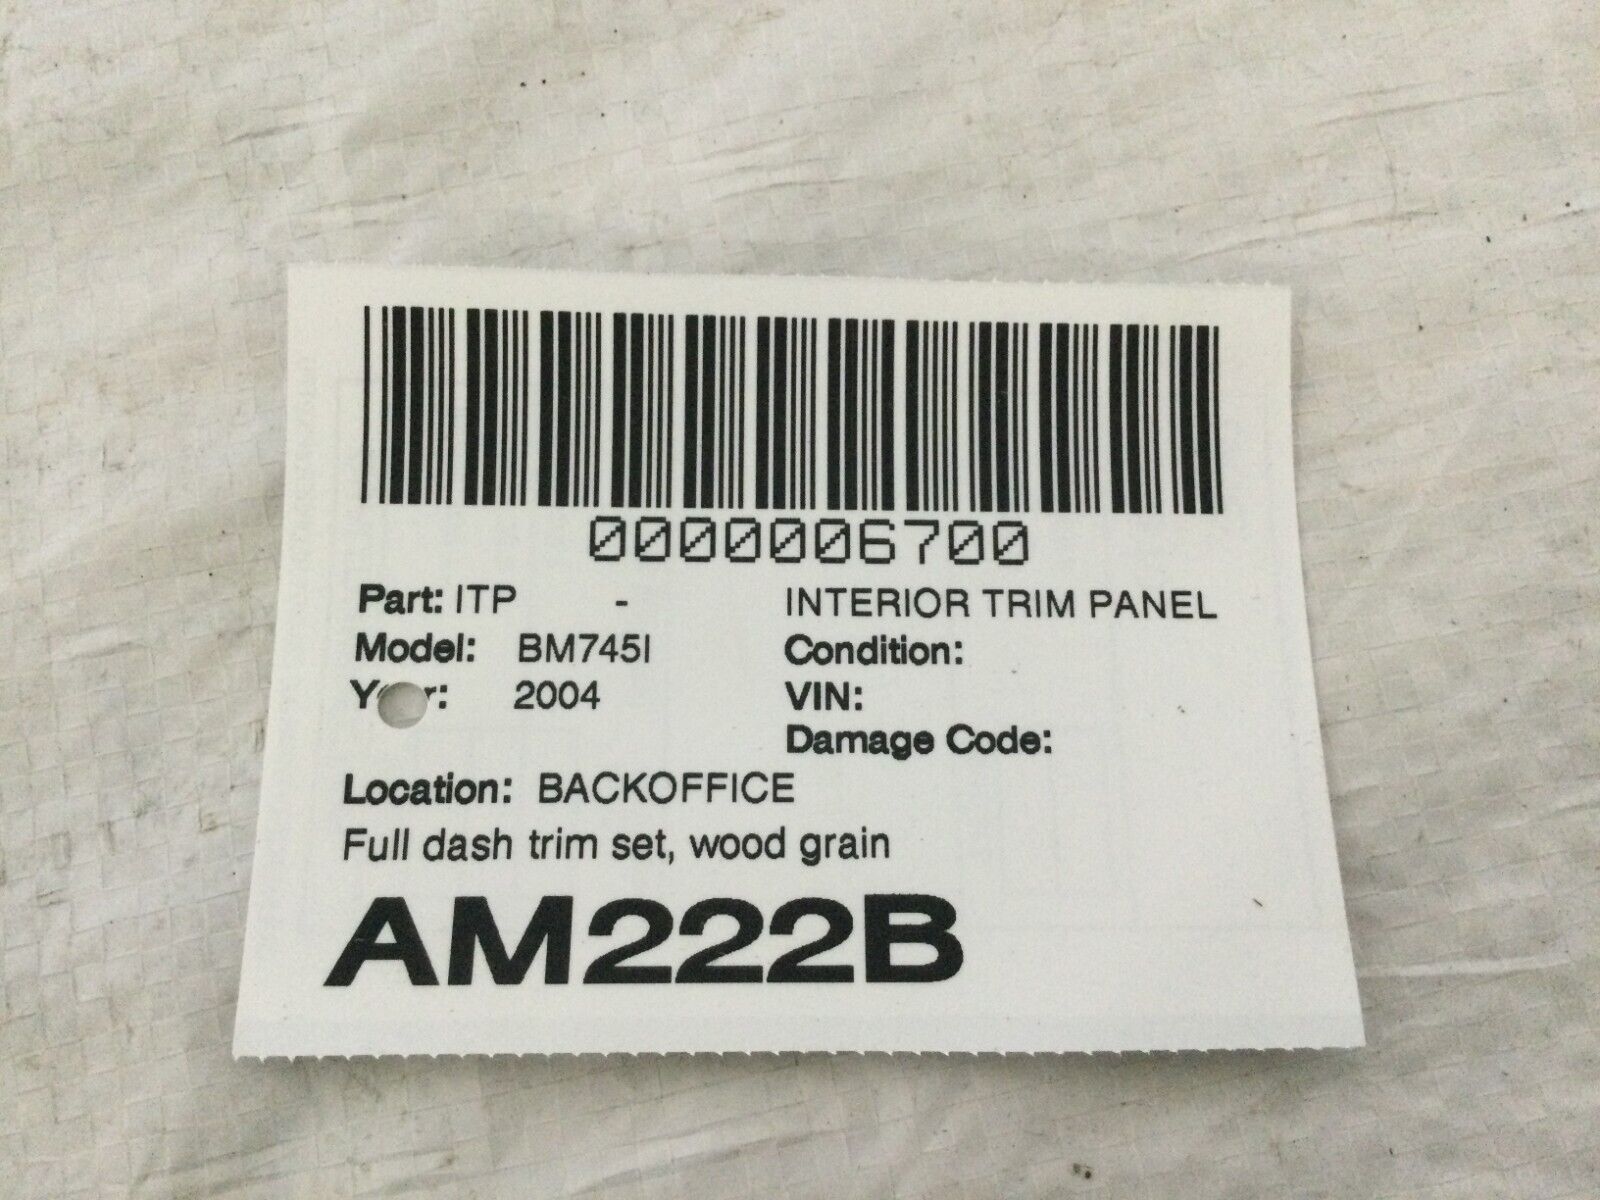 0000006700
Part: ITP - INTERIOR TRIM PANEL
Model: BM745I Condition:
Year: 2004 VIN:
Damage Code:
Location: BACKOFFICE
Full dash trim set, wood grain
AM222B